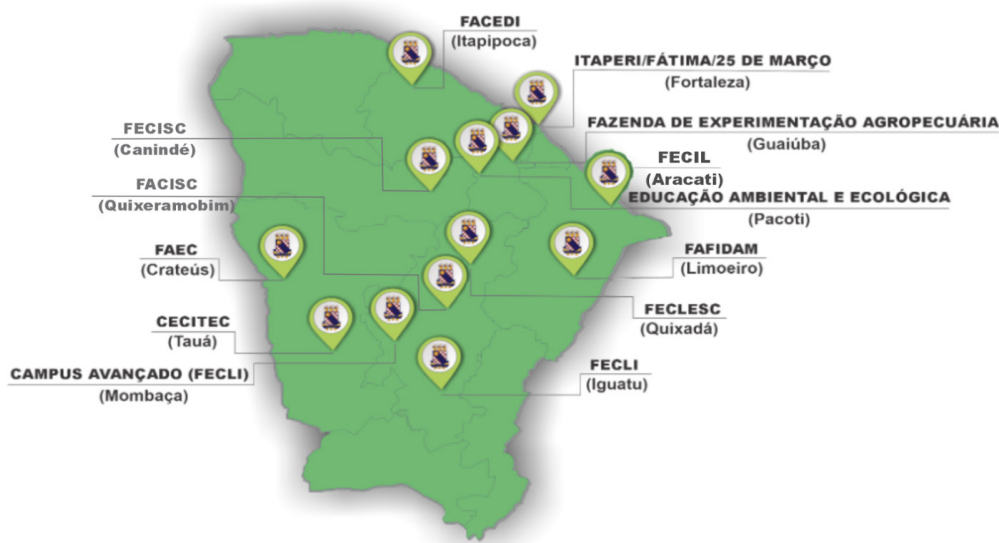 FACEDI
(Itapipoca)
ITAPERI/FÁTIMA/25 DE MARÇO
(Fortaleza)
FAZENDA DE EXPERIMENTAÇÃO AGROPECUÁRIA
(Guaiúba)
FECISC
(Canindé)
FECIL
(Aracati)
FACISC
(Quixeramobim)
EDUCAÇÃO AMBIENTAL E ECOLÓGICA
(Pacoti)
FAEC
(Crateús)
FAFIDAM
(Limoeiro)
CECITEC
(Tauá)
FECLESC
(Quixadá)
CAMPUS AVANÇADO (FECLI)
(Mombaça)
FECLI
(Iguatu)